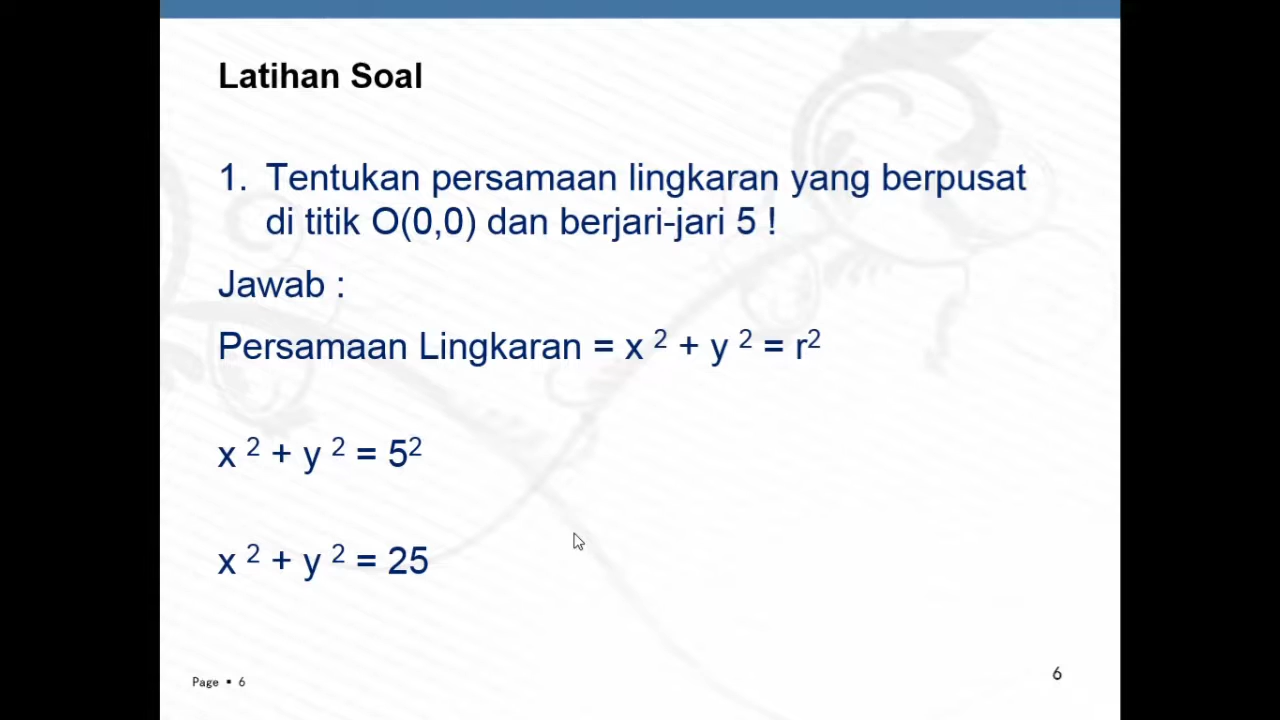 Latihan Soal
1. Tentukan persamaan lingkaran yang berpusat
di titik O(0,0) dan berjari-jari 5 !
Jawab :
Persamaan Lingkaran = x ² + y ² = r²
x ² + y ² = 5²
x ² + y ² = 25
Page ▪ 6
6